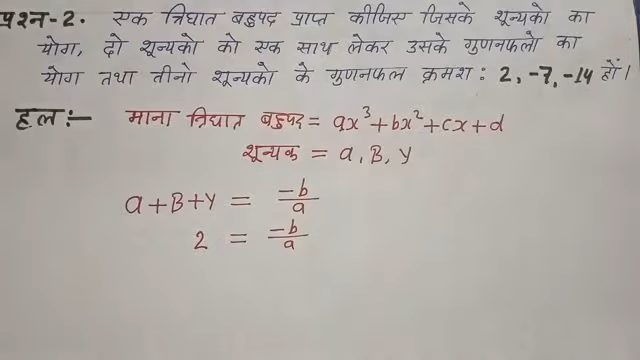 प्रश्न-2. एक त्रिघात बहुपद प्राप्त कीजिए जिसके शून्यको का
योग, दो शून्यको को एक साथ लेकर उसके गुणनफलो का
योग तथा तीनो शून्यको के गुणनफल क्रमश: 2, -7, -14 हों।
हल:- माना त्रिघात बहुपद = ax³+bx²+cx+d
शून्यक = a, B, y
a+B+y = -b/a
2 = -b/a